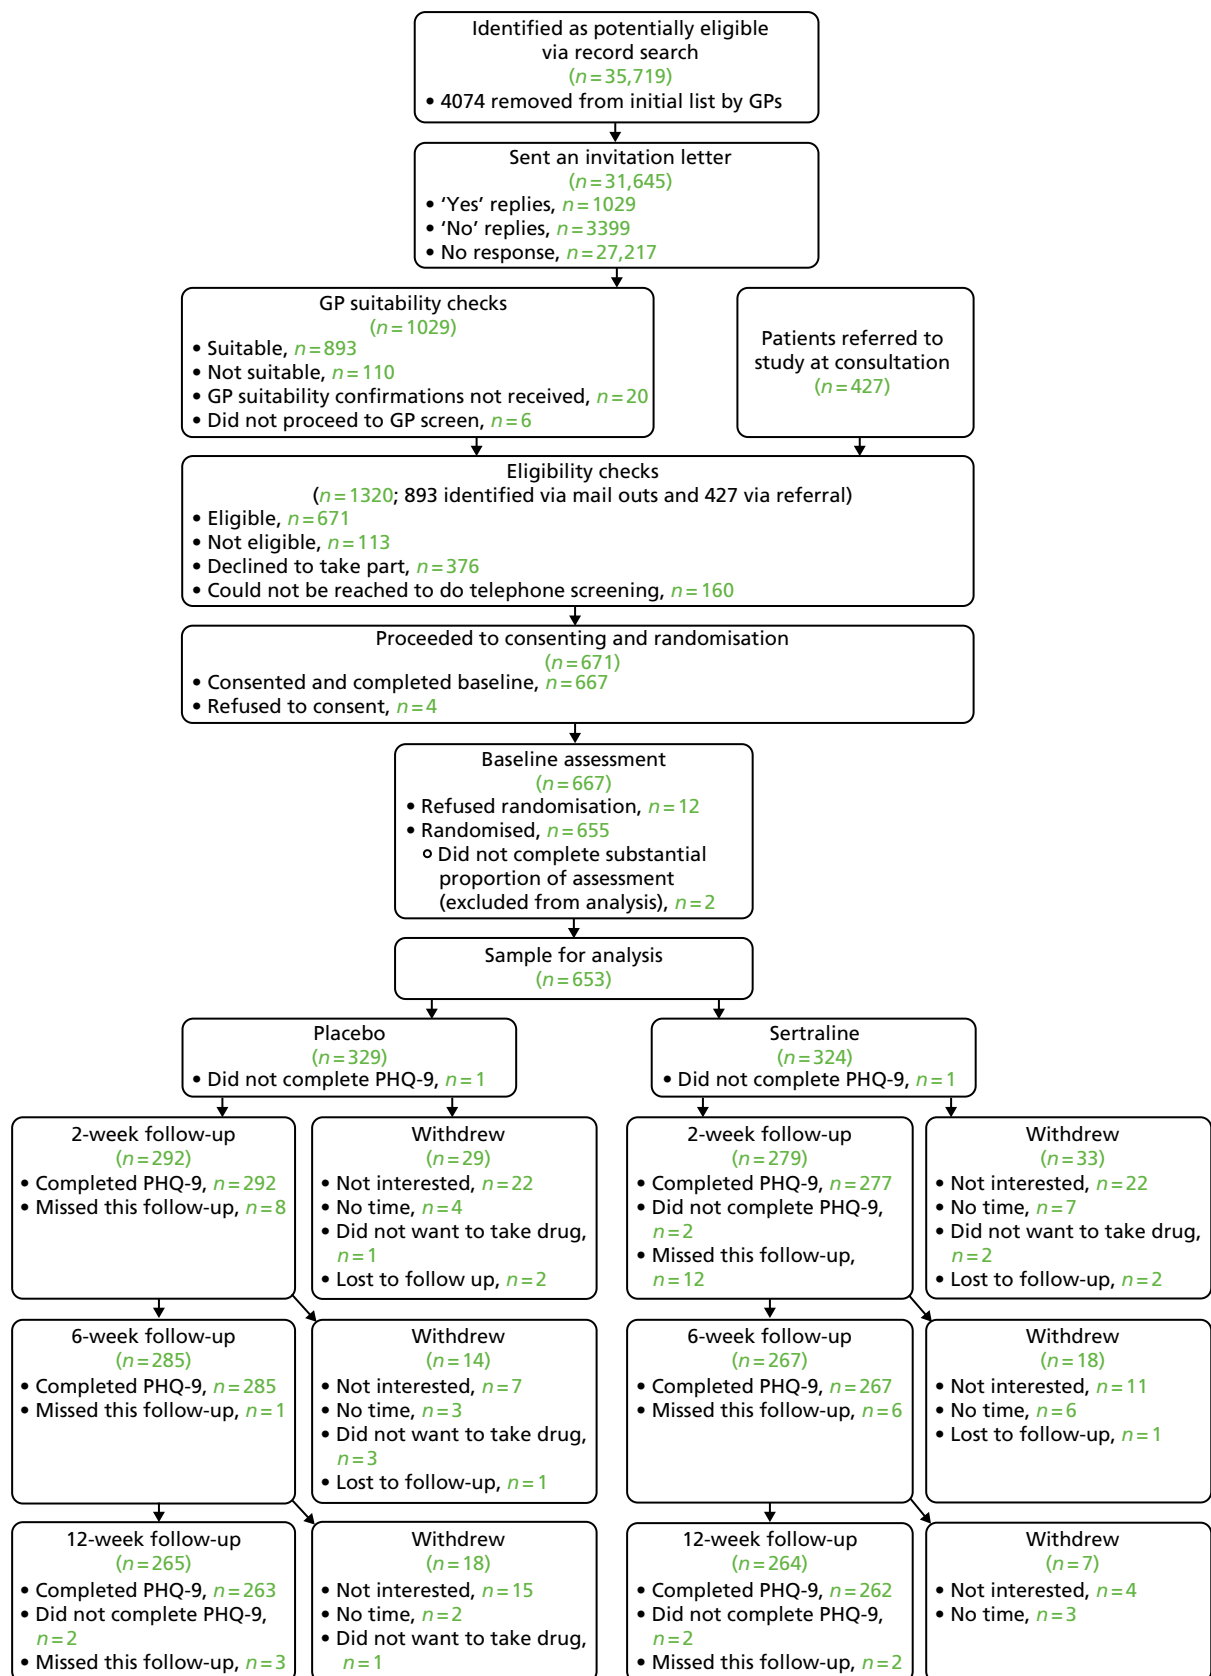 Identified as potentially eligible
via record search
(n = 35,719)
• 4074 removed from initial list by GPs
Sent an invitation letter
(n = 31,645)
• ‘Yes’ replies, n = 1029
• ‘No’ replies, n = 3399
• No response, n = 27,217
GP suitability checks
(n = 1029)
• Suitable, n = 893
• Not suitable, n = 110
• GP suitability confirmations not received, n = 20
• Did not proceed to GP screen, n = 6
Patients referred to
study at consultation
(n = 427)
Eligibility checks
(n = 1320; 893 identified via mail outs and 427 via referral)
• Eligible, n = 671
• Not eligible, n = 113
• Declined to take part, n = 376
• Could not be reached to do telephone screening, n = 160
Proceeded to consenting and randomisation
(n = 671)
• Consented and completed baseline, n = 667
• Refused to consent, n = 4
Baseline assessment
(n = 667)
• Refused randomisation, n = 12
• Randomised, n = 655
Did not complete substantial
proportion of assessment
(excluded from analysis), n = 2
Sample for analysis
(n = 653)
Placebo
(n = 329)
• Did not complete PHQ-9, n = 1
Sertraline
(n = 324)
• Did not complete PHQ-9, n = 1
2-week follow-up
(n = 292)
• Completed PHQ-9, n = 292
• Missed this follow-up, n = 8
Withdrew
(n = 29)
• Not interested, n = 22
• No time, n = 4
• Did not want to take drug,
n = 1
• Lost to follow up, n = 2
2-week follow-up
(n = 279)
• Completed PHQ-9, n = 277
• Did not complete PHQ-9,
n = 2
• Missed this follow-up,
n = 12
Withdrew
(n = 33)
• Not interested, n = 22
• No time, n = 7
• Did not want to take drug,
n = 2
• Lost to follow-up, n = 2
6-week follow-up
(n = 285)
• Completed PHQ-9, n = 285
• Missed this follow-up, n = 1
Withdrew
(n = 14)
• Not interested, n = 7
• No time, n = 3
• Did not want to take drug,
n = 3
• Lost to follow-up, n = 1
6-week follow-up
(n = 267)
• Completed PHQ-9, n = 267
• Missed this follow-up, n = 6
Withdrew
(n = 18)
• Not interested, n = 11
• No time, n = 6
• Lost to follow-up, n = 1
12-week follow-up
(n = 265)
• Completed PHQ-9, n = 263
• Did not complete PHQ-9,
n = 2
• Missed this follow-up, n = 3
Withdrew
(n = 18)
• Not interested, n = 15
• No time, n = 2
• Did not want to take drug,
n = 1
12-week follow-up
(n = 264)
• Completed PHQ-9, n = 262
• Did not complete PHQ-9,
n = 2
• Missed this follow-up, n = 2
Withdrew
(n = 7)
• Not interested, n = 4
• No time, n = 3